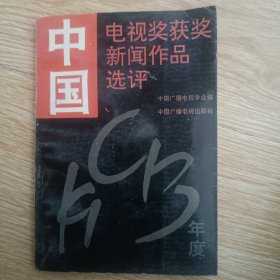 中国
电视奖获奖
新闻作品
选评
中国广播电视学会编
中国广播电视出版社
年度